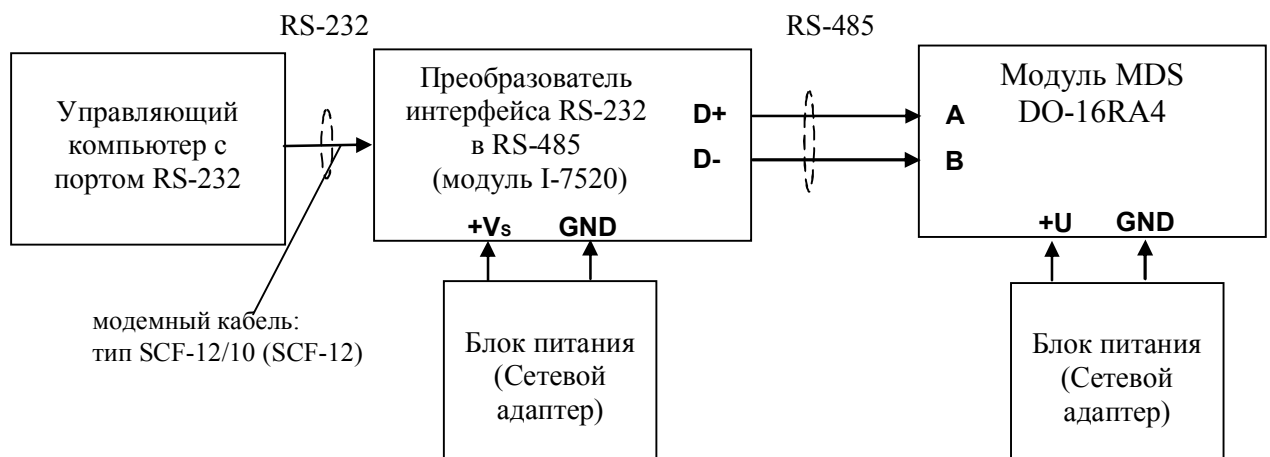 RS-232
RS-485
Управляющий
компьютер с
портом RS-232
Преобразователь
интерфейса RS-232
в RS-485
(модуль I-7520)
D+
D-
+Vs
GND
Модуль MDS
DO-16RA4
A
B
+U
GND
модемный кабель:
тип SCF-12/10 (SCF-12)
Блок питания
(Сетевой
адаптер)
Блок питания
(Сетевой
адаптер)